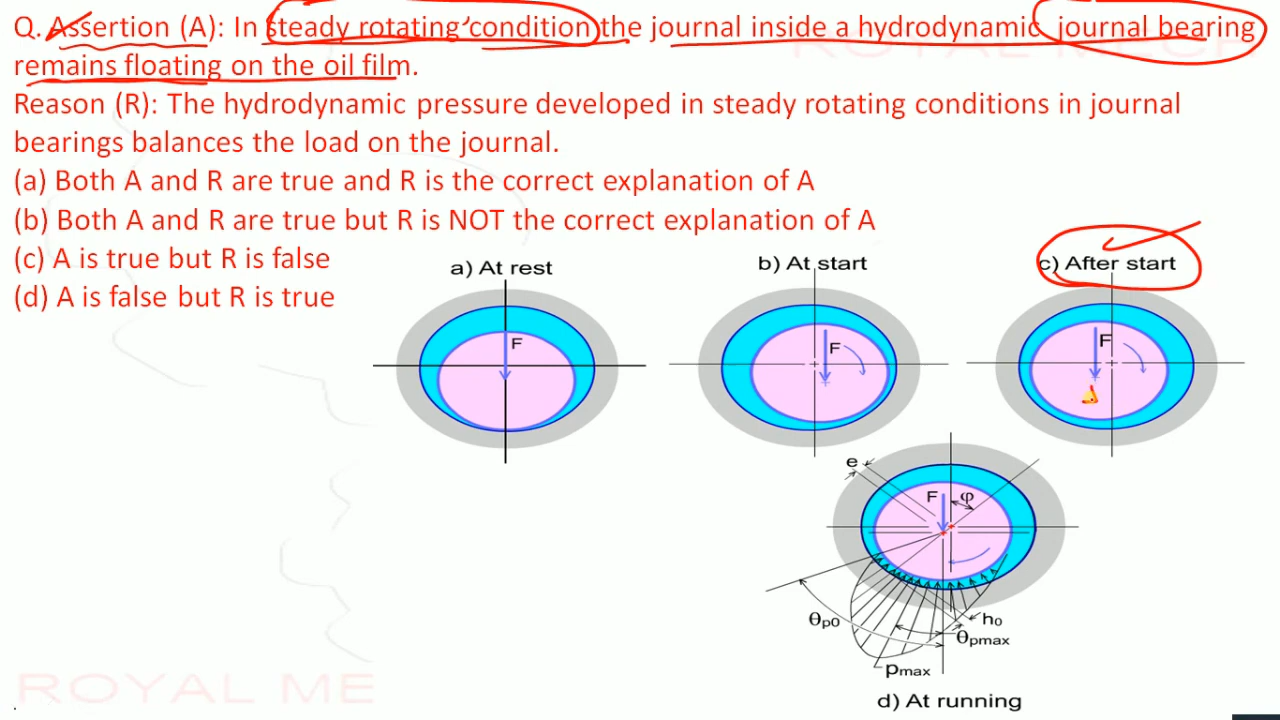 Q. Assertion (A): In steady rotating condition the journal inside a hydrodynamic journal bearing
remains floating on the oil film.
Reason (R): The hydrodynamic pressure developed in steady rotating conditions in journal
bearings balances the load on the journal.
(a) Both A and R are true and R is the correct explanation of A
(b) Both A and R are true but R is NOT the correct explanation of A
(c) A is true but R is false
(d) A is false but R is true
a) At rest
b) At start
c) After start
F
F
F
e
F
φ
θp0
h0
θpmax
pmax
d) At running
ROYAL ME